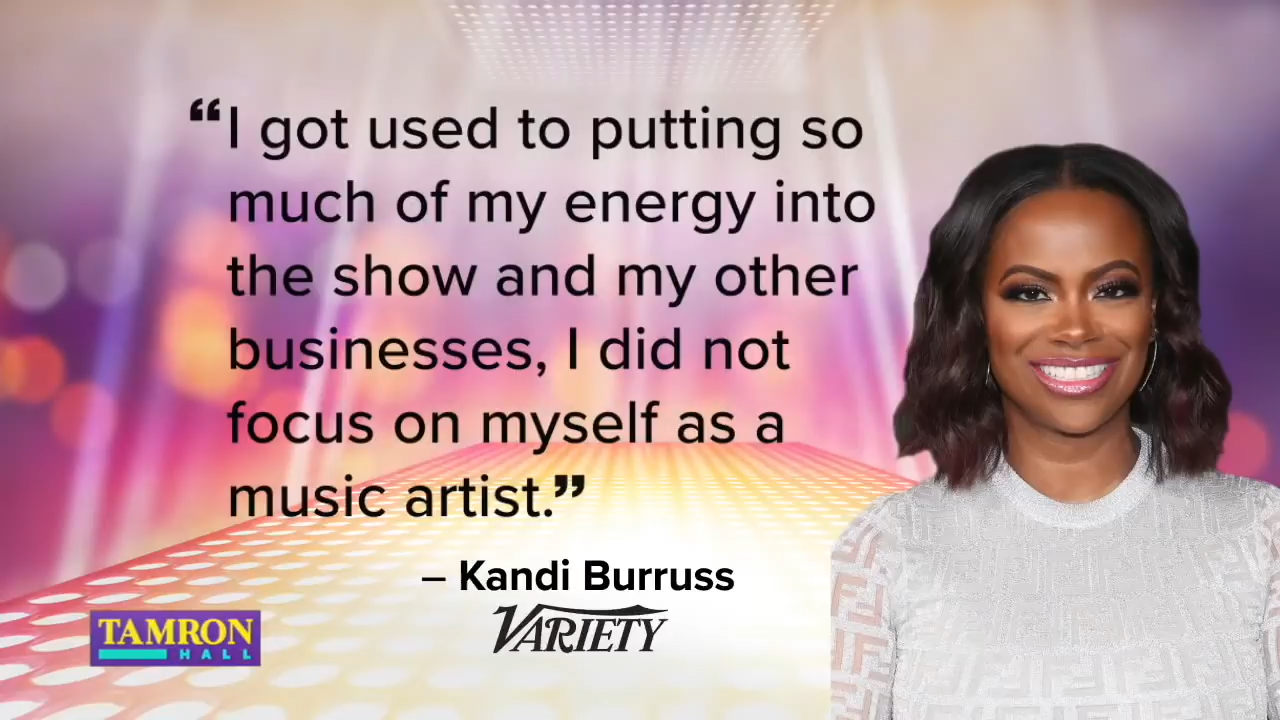 “I got used to putting so
much of my energy into
the show and my other
businesses, I did not
focus on myself as a
music artist.”
– Kandi Burruss
VARIETY
TAMRON
HALL